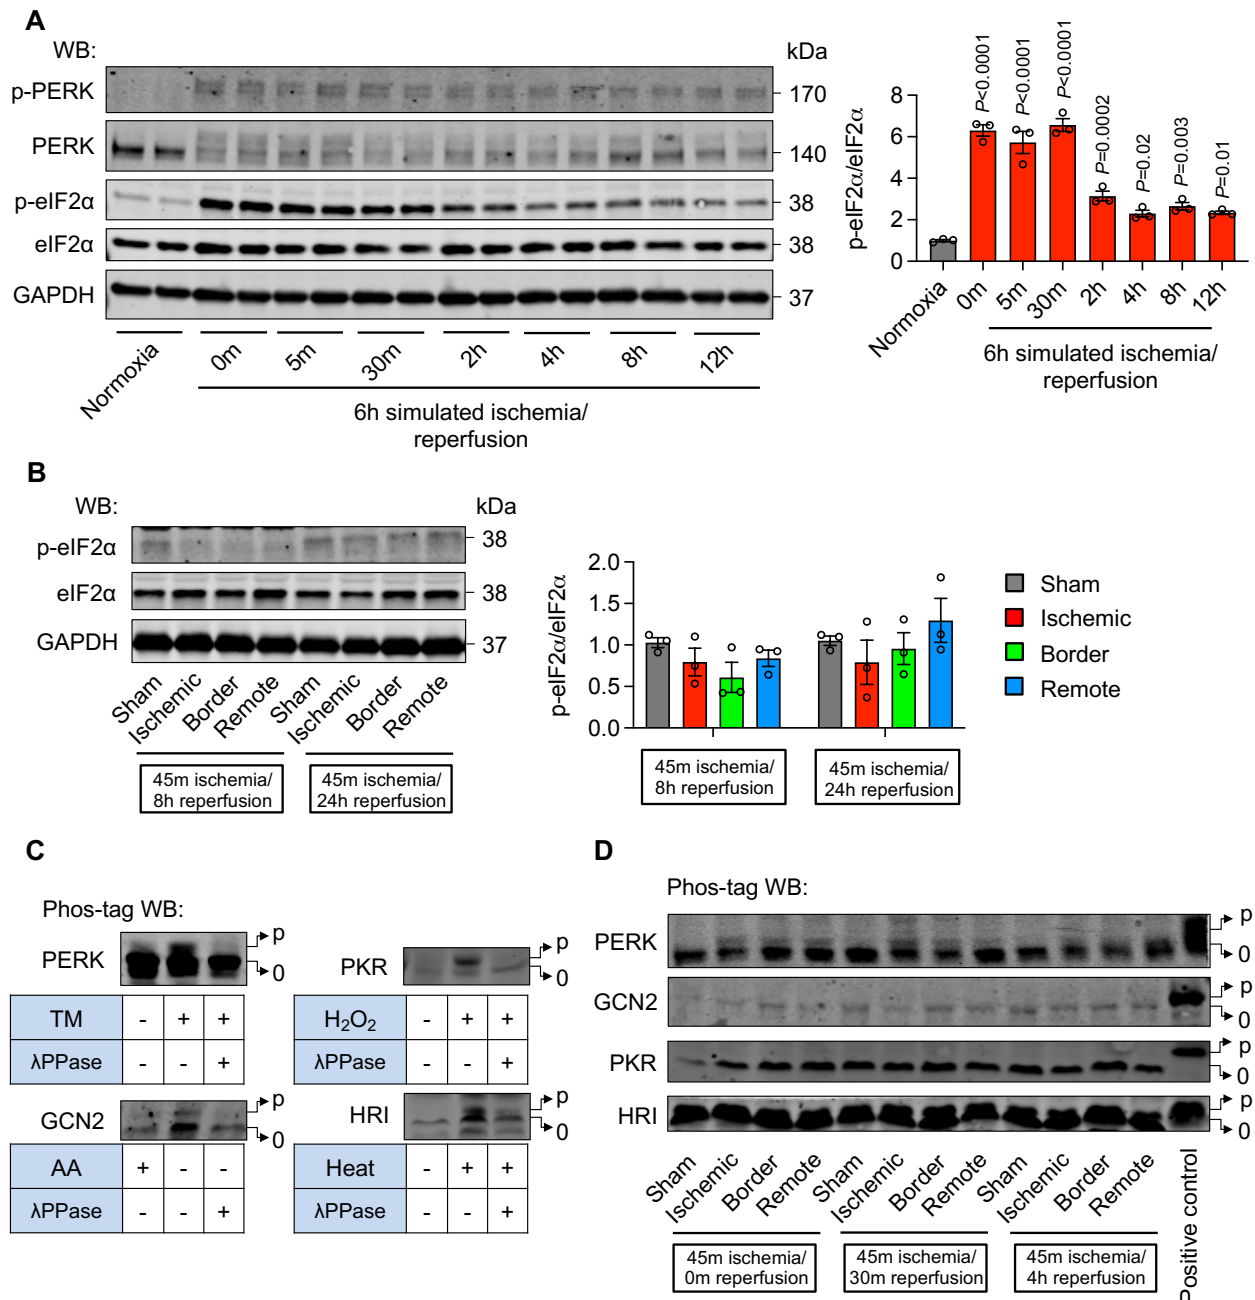 A
WB:
kDa
p-PERK
170
PERK
140
p-eIF2α
38
eIF2α
38
GAPDH
37
Normoxia
0m
5m
30m
2h
4h
8h
12h
6h simulated ischemia/
reperfusion
p-eIF2α/eIF2α
8
6
4
2
0
P<0.0001
P<0.0001
P<0.0001
P=0.0002
P=0.02
P=0.003
P=0.01
Normoxia
0m
5m
30m
2h
4h
8h
12h
6h simulated ischemia/
reperfusion
B
WB:
kDa
p-eIF2α
38
eIF2α
38
GAPDH
37
Sham
Ischemic
Border
Remote
Sham
Ischemic
Border
Remote
45m ischemia/
8h reperfusion
45m ischemia/
24h reperfusion
p-eIF2α/eIF2α
2.0
1.5
1.0
0.5
0.0
45m ischemia/
8h reperfusion
45m ischemia/
24h reperfusion
Sham
Ischemic
Border
Remote
C
Phos-tag WB:
PERK
p
0
TM - + +
λPPase - - +
PKR
p
0
H₂O₂ - + +
λPPase - - +
GCN2
p
0
AA + - -
λPPase - - +
HRI
p
0
Heat - + +
λPPase - - +
D
Phos-tag WB:
PERK
p
0
GCN2
p
0
PKR
p
0
HRI
p
0
Sham
Ischemic
Border
Remote
Sham
Ischemic
Border
Remote
Sham
Ischemic
Border
Remote
Positive control
45m ischemia/
0m reperfusion
45m ischemia/
30m reperfusion
45m ischemia/
4h reperfusion